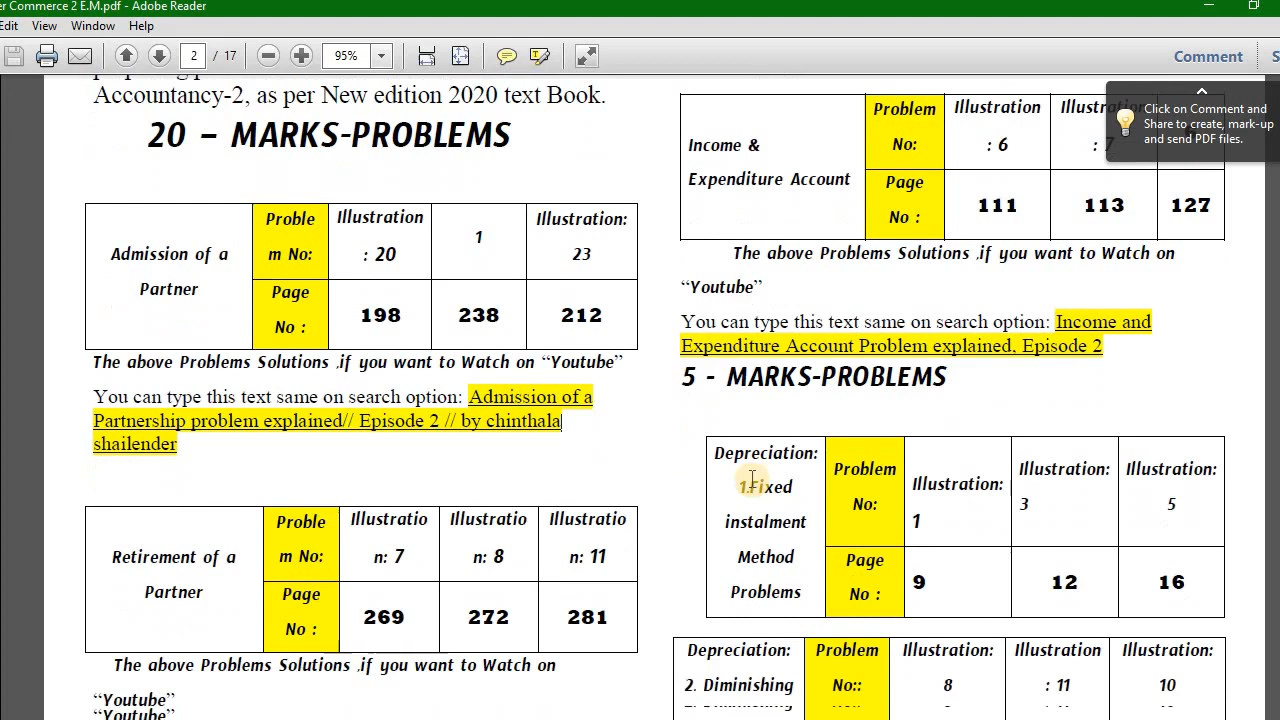 er Commerce 2 E.M.pdf - Adobe Reader
Edit View Window Help
2 / 17 95% Comment
Click on Comment and
Share to create, mark-up
and send PDF files.
Accountancy-2, as per New edition 2020 text Book.
20 – MARKS-PROBLEMS
Admission of a
Partner
Proble
m No:
Illustration
: 20
1
Illustration:
23
Page
No :
198
238
212
The above Problems Solutions ,if you want to Watch on “Youtube”
You can type this text same on search option: Admission of a
Partnership problem explained// Episode 2 // by chinthala
shailender
Retirement of a
Partner
Proble
m No:
Illustratio
n: 7
Illustratio
n: 8
Illustratio
n: 11
Page
No :
269
272
281
The above Problems Solutions ,if you want to Watch on
“Youtube”
“Youtube”
Income &
Expenditure Account
Problem
No:
Illustration
: 6
: 7
Page
No :
111
113
127
The above Problems Solutions ,if you want to Watch on
“Youtube”
You can type this text same on search option: Income and
Expenditure Account Problem explained, Episode 2
5 - MARKS-PROBLEMS
Depreciation:
1.Fixed
instalment
Method
Problems
Problem
No:
Illustration:
1
Illustration:
3
Illustration:
5
Page
No :
9
12
16
Depreciation:
2. Diminishing
Problem
No::
Illustration:
8
Illustration
: 11
Illustration:
10